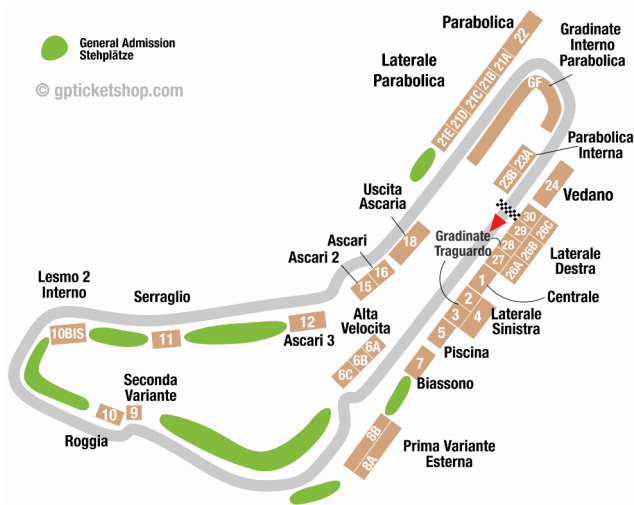 General Admission
Stehplätze
© gpticketshop.com
Parabolica
22
21A
21B
21C
21D
21E
Laterale
Parabolica
Gradinate
Interno
Parabolica
GF
Parabolica
Interna
23A
23B
24
Vedano
Uscita
Ascaria
18
30
29
28
27
26C
26B
26A
Gradinate
Traguardo
Laterale
Destra
Ascari
Ascari 2
16
15
1
Centrale
2
3
4
5
Laterale
Sinistra
Piscina
7
Biassono
Lesmo 2
Interno
10BIS
Serraglio
11
12
Ascari 3
Alta
Velocita
6A
6B
6C
Seconda
Variante
10
9
Roggia
8B
8A
Prima Variante
Esterna